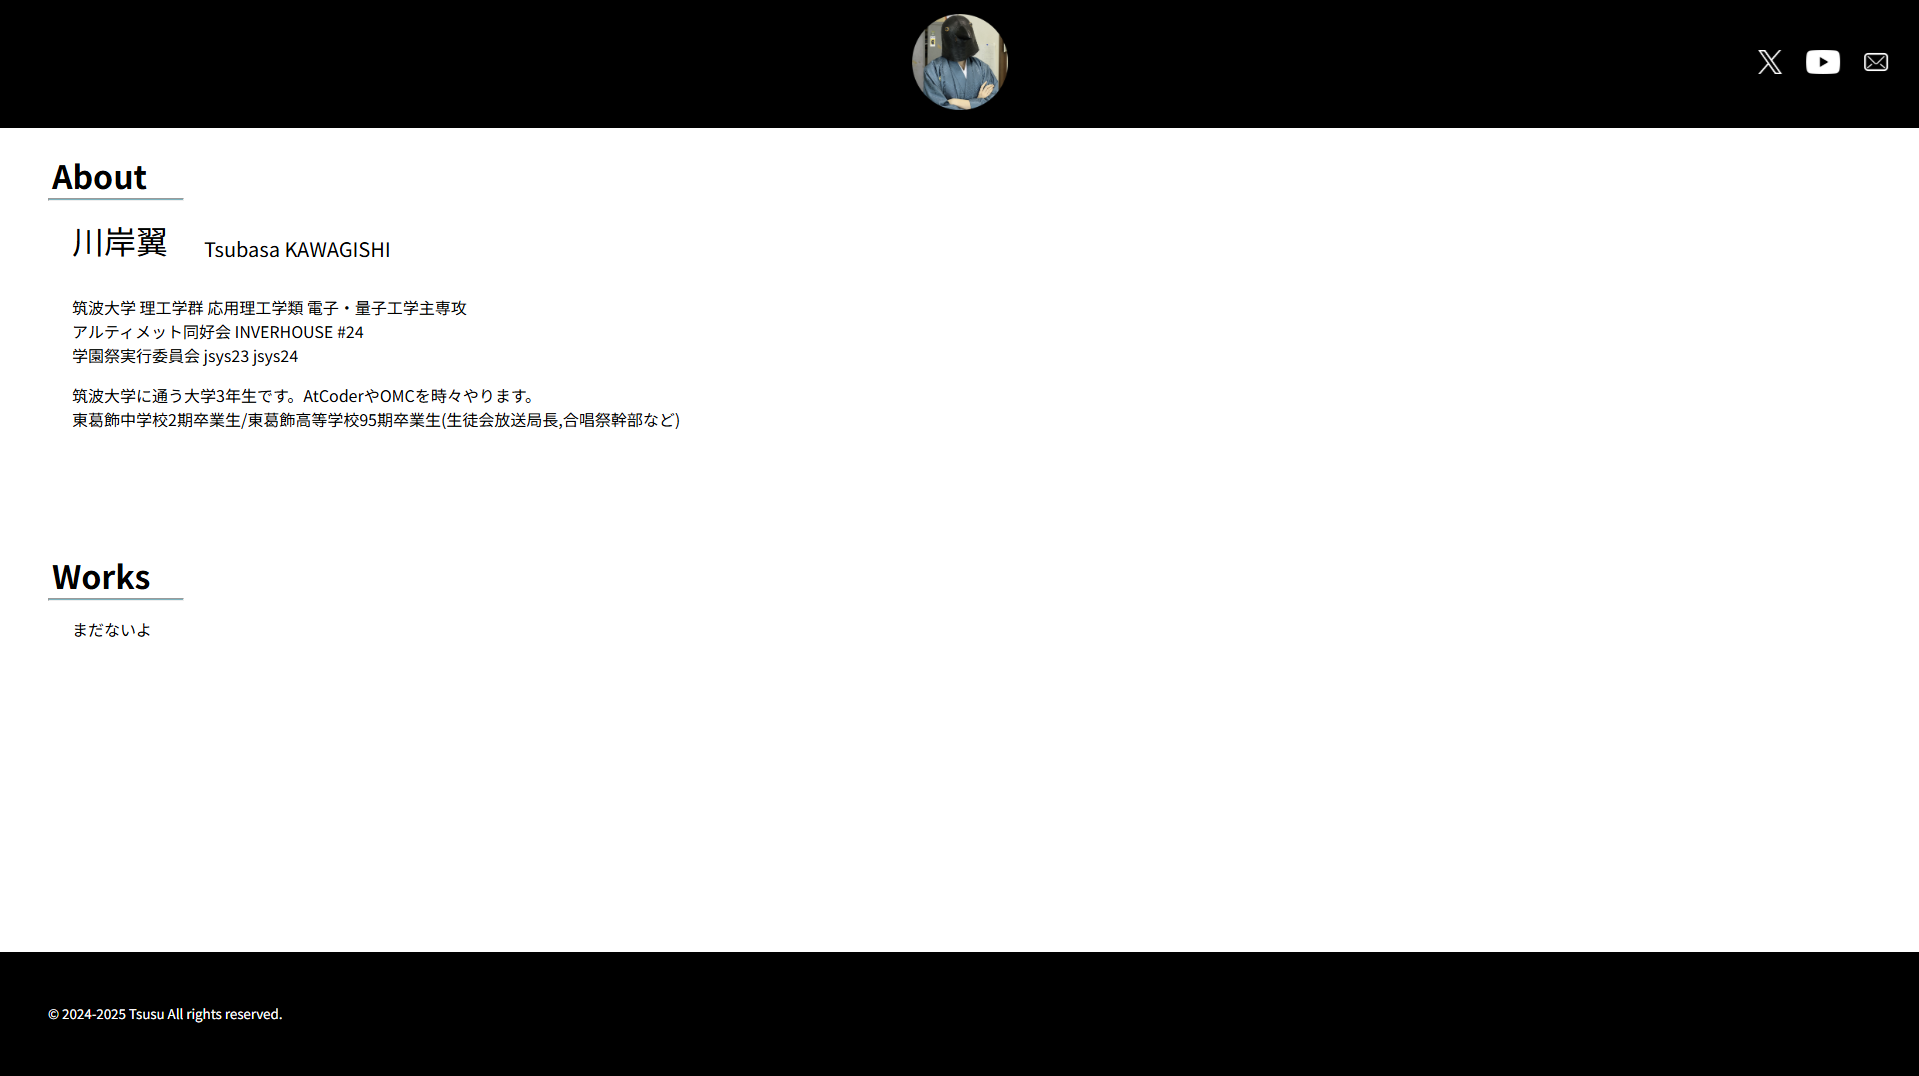 About
川岸翼 Tsubasa KAWAGISHI
筑波大学 理工学群 応用理工学類 電子・量子工学主専攻
アルティメット同好会 INVERHOUSE #24
学園祭実行委員会 jsys23 jsys24
筑波大学に通う大学3年生です。AtCoderやOMCを時々やります。
東葛飾中学校2期卒業生/東葛飾高等学校95期卒業生(生徒会放送局長,合唱祭幹部など)
Works
まだないよ
© 2024-2025 Tsusu All rights reserved.